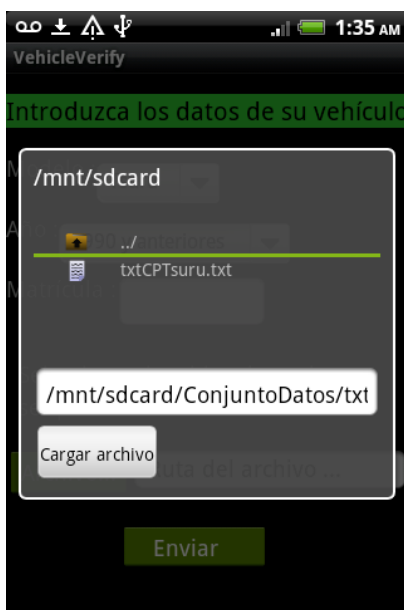 1:35 AM
VehicleVerify
Introduzca los datos de su vehículo
/mnt/sdcard
../
txtCPTsuru.txt
/mnt/sdcard/ConjuntoDatos/txt
Cargar archivo
ruta del archivo ...
Enviar